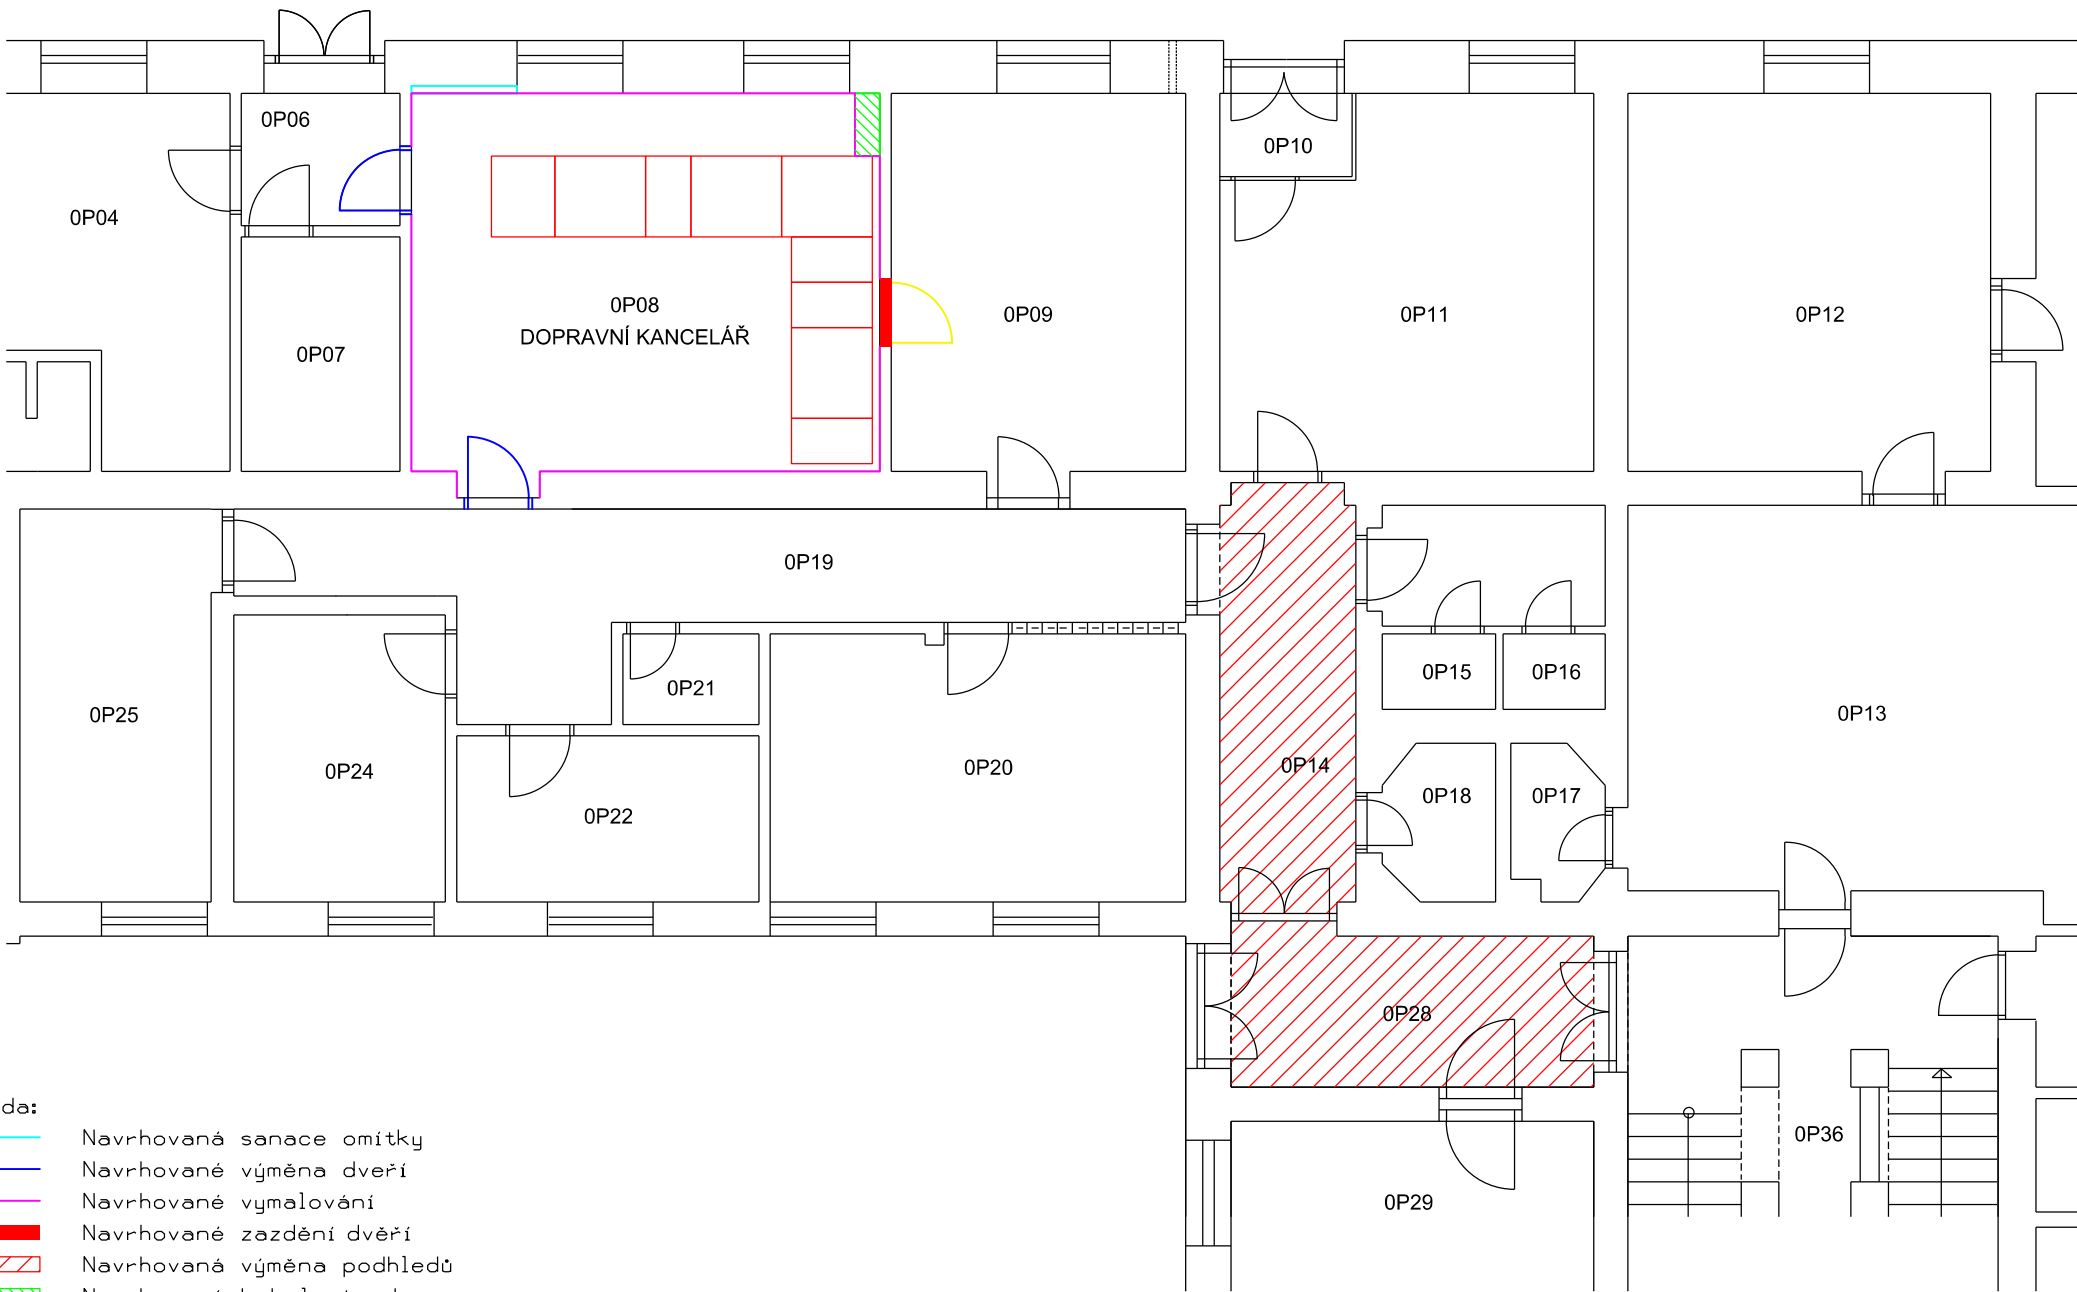 0P06
0P10
0P04
0P08
DOPRAVNÍ KANCELÁŘ
0P09
0P11
0P12
0P07
0P19
0P15
0P16
0P21
0P25
0P13
0P24
0P20
0P14
0P18
0P17
0P22
0P28
0P36
0P29
da:
Navrhovaná sanace omítky
Navrhované výměna dveří
Navrhované vymalování
Navrhované zazdění dvěří
Navrhovaná výměna podhledů